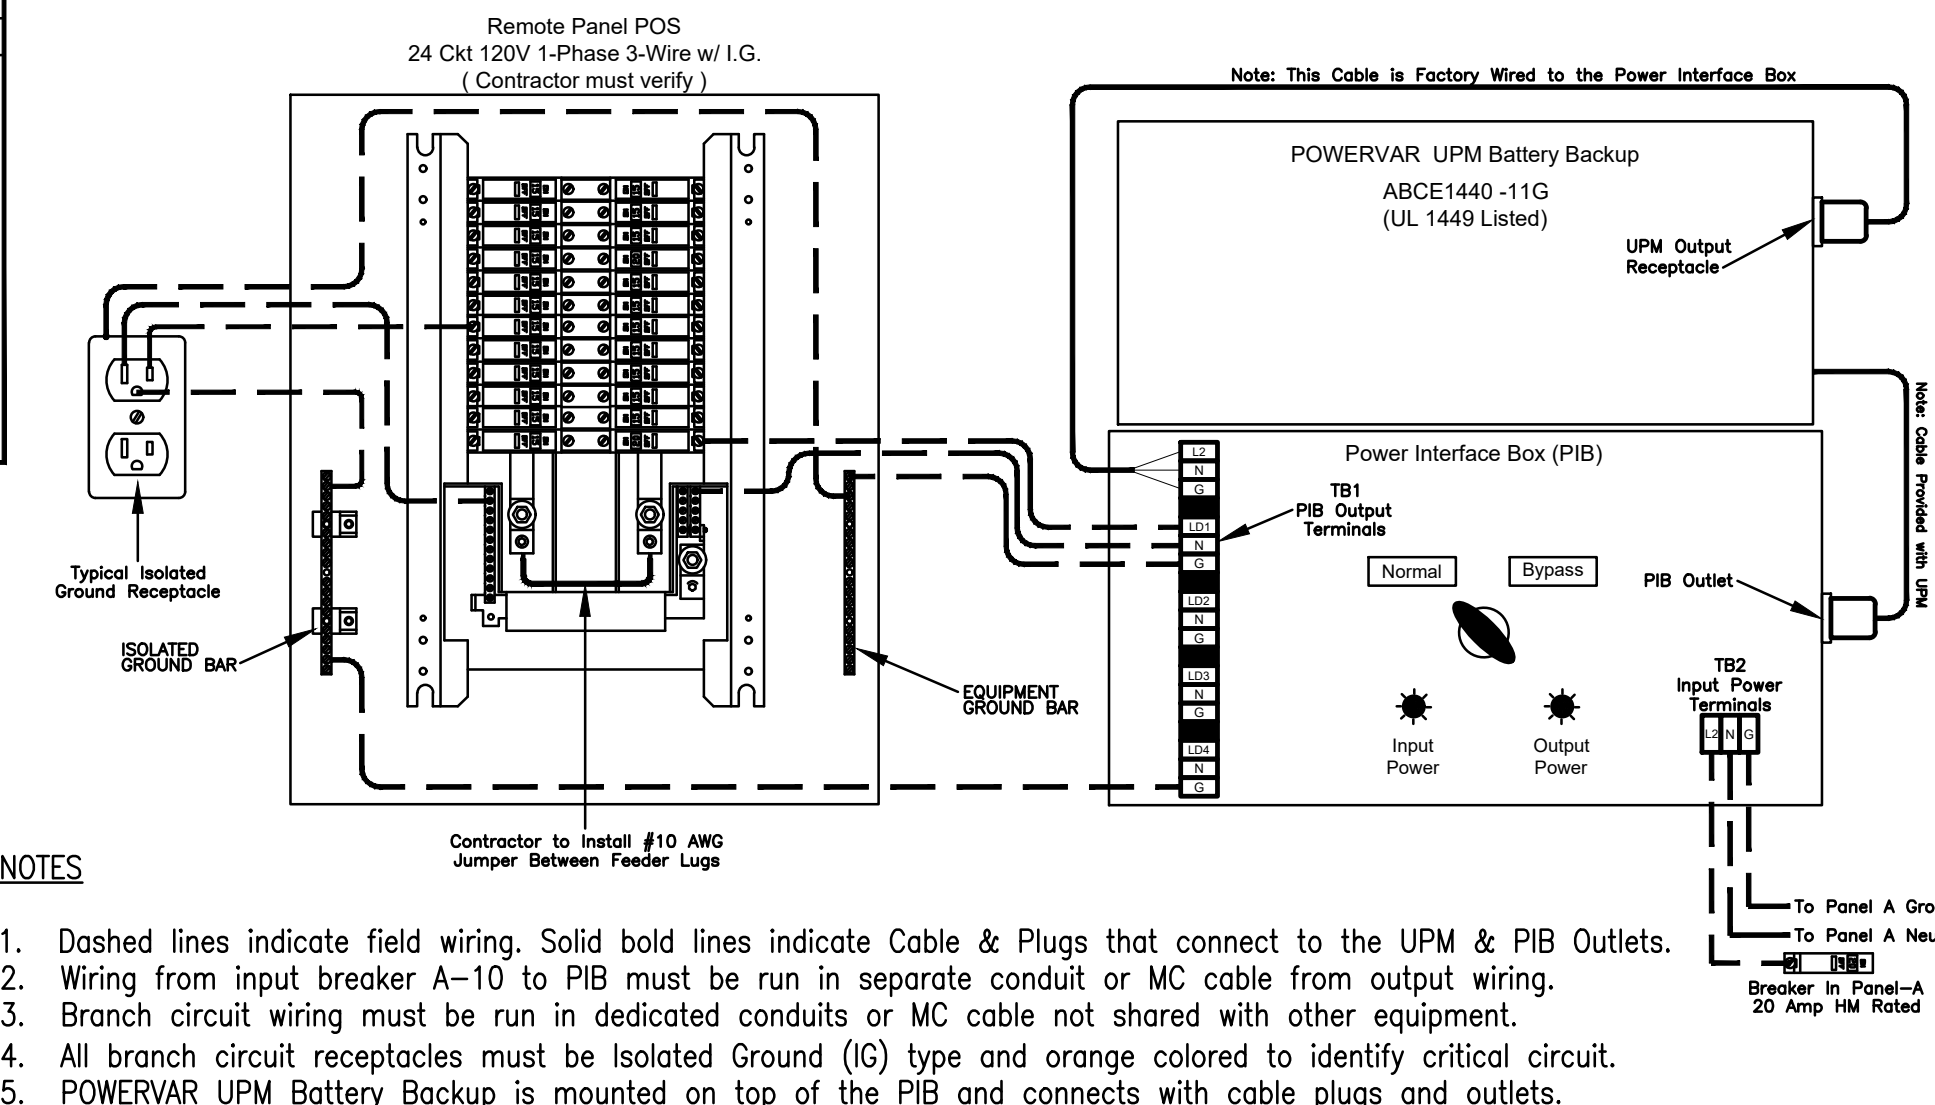 Remote Panel POS
24 Ckt 120V 1-Phase 3-Wire w/ I.G.
( Contractor must verify )
Note: This Cable is Factory Wired to the Power Interface Box
POWERVAR UPM Battery Backup
ABCE1440 -11G
(UL 1449 Listed)
UPM Output
Receptacle
Note: Cable Provided with UPM
Power Interface Box (PIB)
L2
N
G
LD1
N
G
LD2
N
G
LD3
N
G
LD4
N
G
TB1
PIB Output
Terminals
Normal
Bypass
PIB Outlet
Input
Power
Output
Power
TB2
Input Power
Terminals
L2 N G
Typical Isolated
Ground Receptacle
ISOLATED
GROUND BAR
EQUIPMENT
GROUND BAR
Contractor to Install #10 AWG
Jumper Between Feeder Lugs
To Panel A Gro
To Panel A Neu
Breaker In Panel-A
20 Amp HM Rated
NOTES
1. Dashed lines indicate field wiring. Solid bold lines indicate Cable & Plugs that connect to the UPM & PIB Outlets.
2. Wiring from input breaker A-10 to PIB must be run in separate conduit or MC cable from output wiring.
3. Branch circuit wiring must be run in dedicated conduits or MC cable not shared with other equipment.
4. All branch circuit receptacles must be Isolated Ground (IG) type and orange colored to identify critical circuit.
5. POWERVAR UPM Battery Backup is mounted on top of the PIB and connects with cable plugs and outlets.